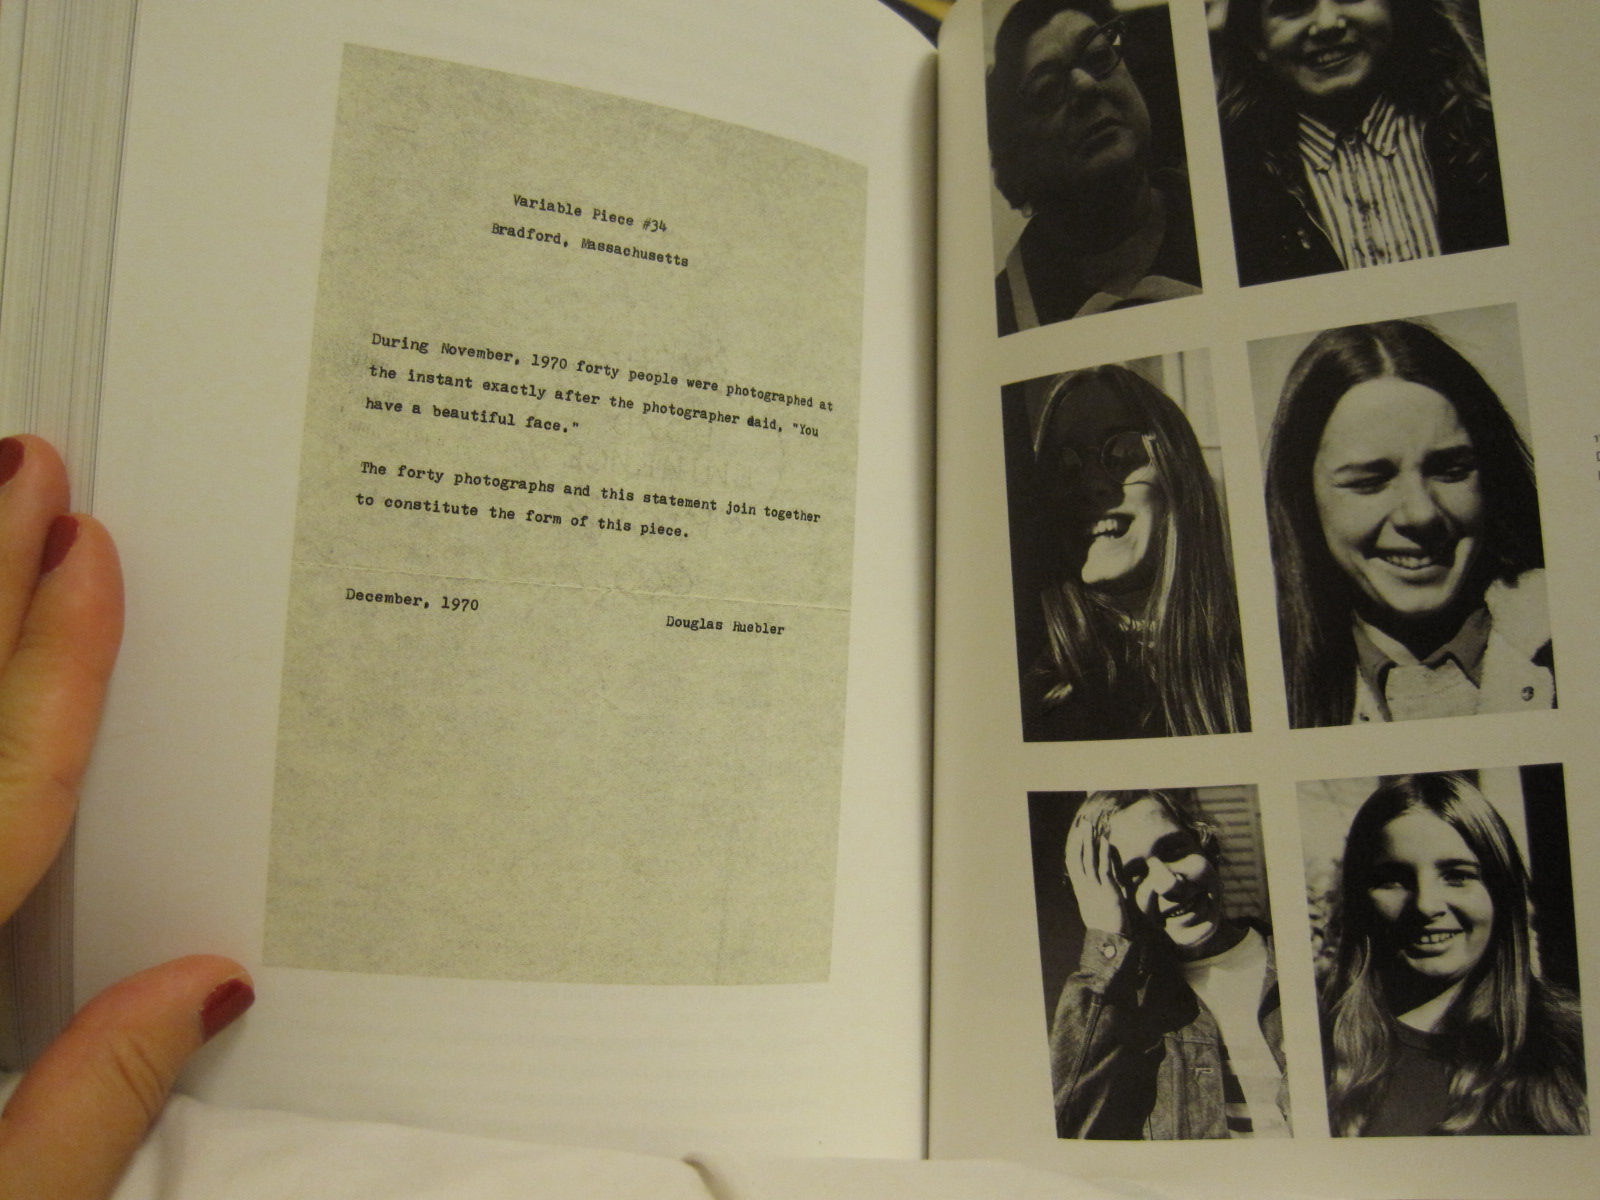 Variable Piece #34
Bradford, Massachusetts
During November, 1970 forty people were photographed at
the instant exactly after the photographer daid, "You
have a beautiful face."
The forty photographs and this statement join together
to constitute the form of this piece.
December, 1970
Douglas Huebler